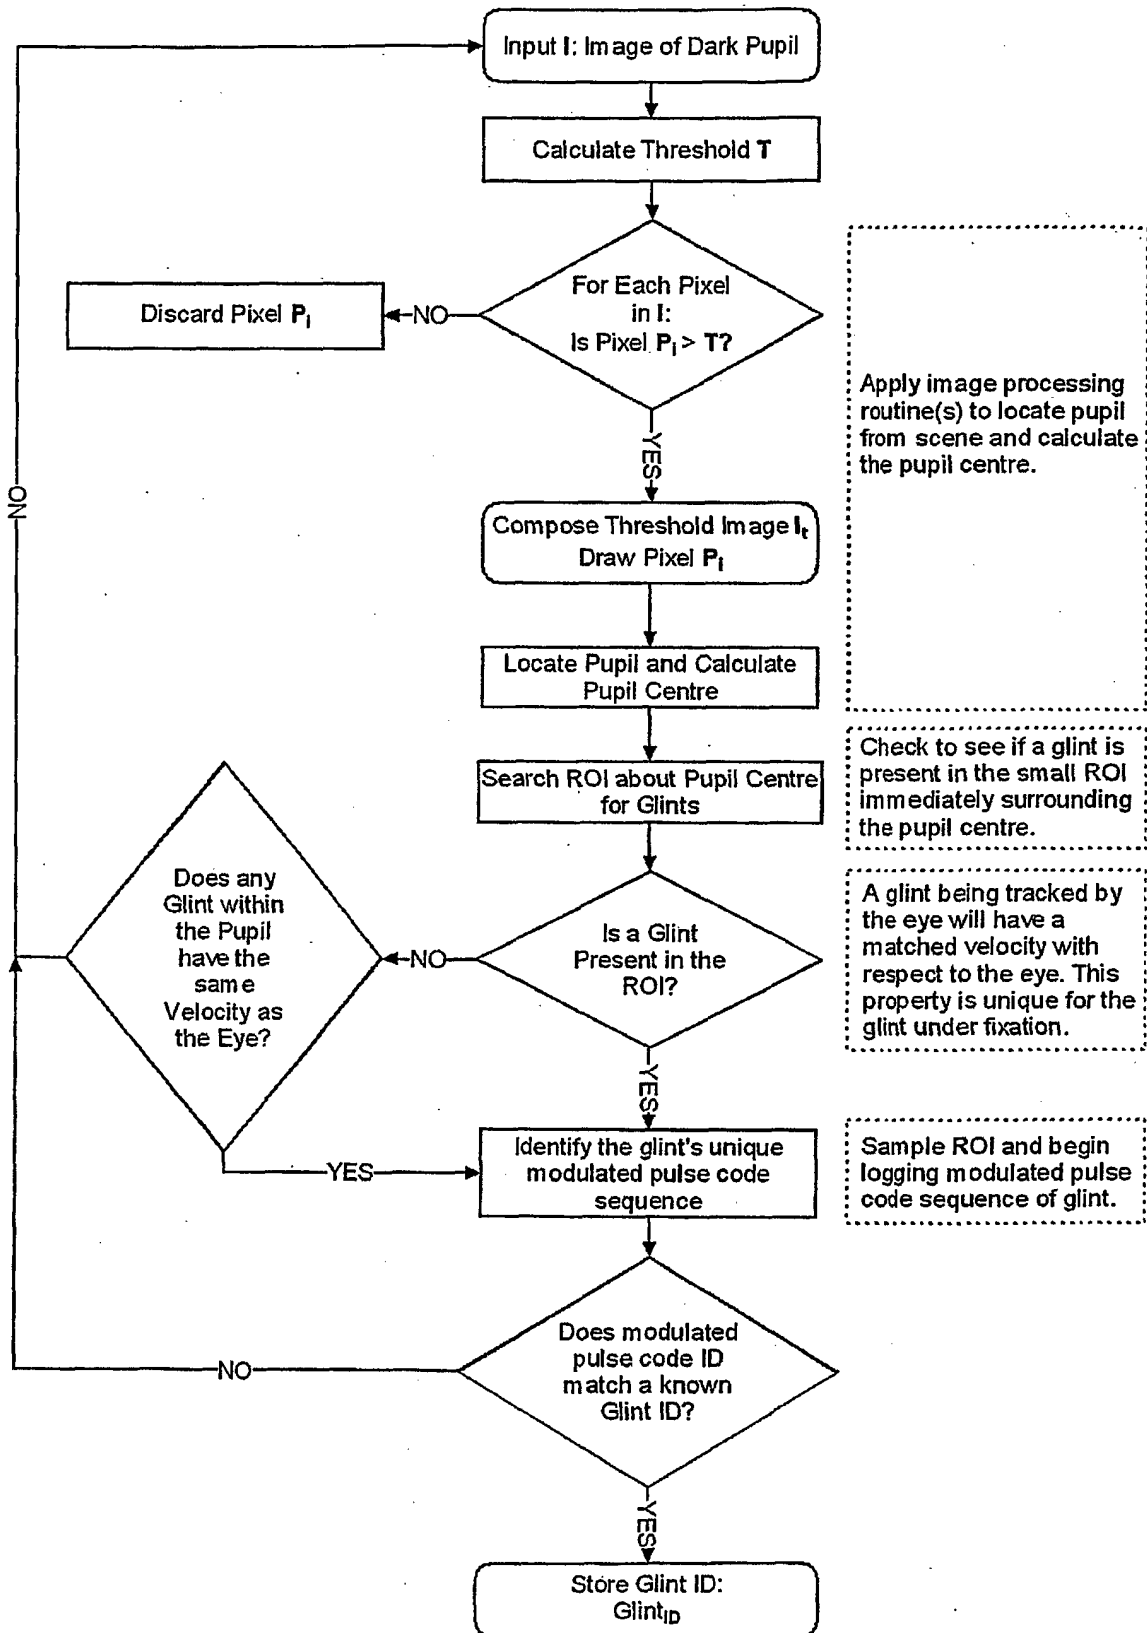 Input I: Image of Dark Pupil
Calculate Threshold T
For Each Pixel
in I:
Is Pixel Pi > T?
NO
Discard Pixel Pi
YES
Compose Threshold Image It
Draw Pixel Pi
Locate Pupil and Calculate
Pupil Centre
Apply image processing
routine(s) to locate pupil
from scene and calculate
the pupil centre.
Search ROI about Pupil Centre
for Glints
Check to see if a glint is
present in the small ROI
immediately surrounding
the pupil centre.
Is a Glint
Present in the
ROI?
NO
Does any
Glint within
the Pupil
have the
same
Velocity as
the Eye?
NO
A glint being tracked by
the eye will have a
matched velocity with
respect to the eye. This
property is unique for the
glint under fixation.
YES
YES
Identify the glint's unique
modulated pulse code
sequence
Sample ROI and begin
logging modulated pulse
code sequence of glint.
Does modulated
pulse code ID
match a known
Glint ID?
NO
YES
Store Glint ID:
GlintID